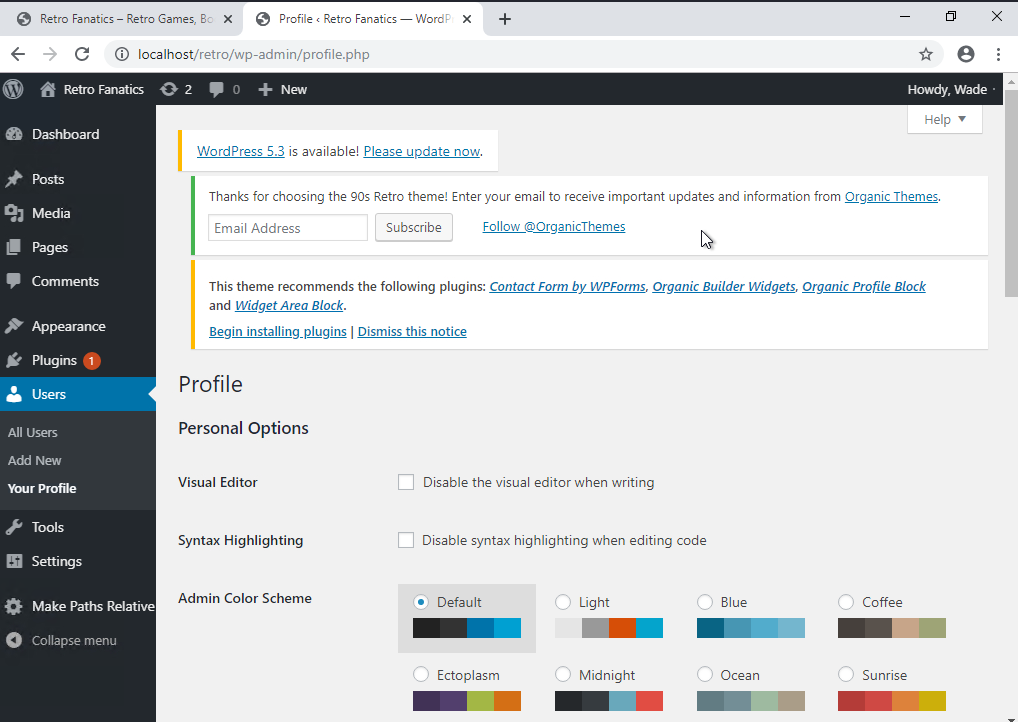 Retro Fanatics – Retro Games, Bo
Profile ‹ Retro Fanatics — WordP
localhost/retro/wp-admin/profile.php
Retro Fanatics 2 0 New
Howdy, Wade
Help
Dashboard
Posts
Media
Pages
Comments
Appearance
Plugins 1
Users
All Users
Add New
Your Profile
Tools
Settings
Make Paths Relative
Collapse menu
WordPress 5.3 is available! Please update now.
Thanks for choosing the 90s Retro theme! Enter your email to receive important updates and information from Organic Themes.
Email Address Subscribe Follow @OrganicThemes
This theme recommends the following plugins: Contact Form by WPForms, Organic Builder Widgets, Organic Profile Block
and Widget Area Block.
Begin installing plugins | Dismiss this notice
Profile
Personal Options
Visual Editor Disable the visual editor when writing
Syntax Highlighting Disable syntax highlighting when editing code
Admin Color Scheme Default Light Blue Coffee
Ectoplasm Midnight Ocean Sunrise